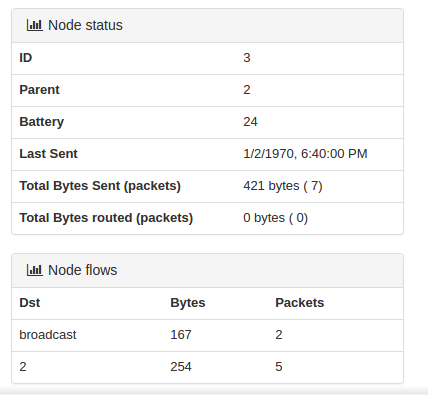 Node status
ID 3
Parent 2
Battery 24
Last Sent 1/2/1970, 6:40:00 PM
Total Bytes Sent (packets) 421 bytes ( 7)
Total Bytes routed (packets) 0 bytes ( 0)
Node flows
Dst Bytes Packets
broadcast 167 2
2 254 5